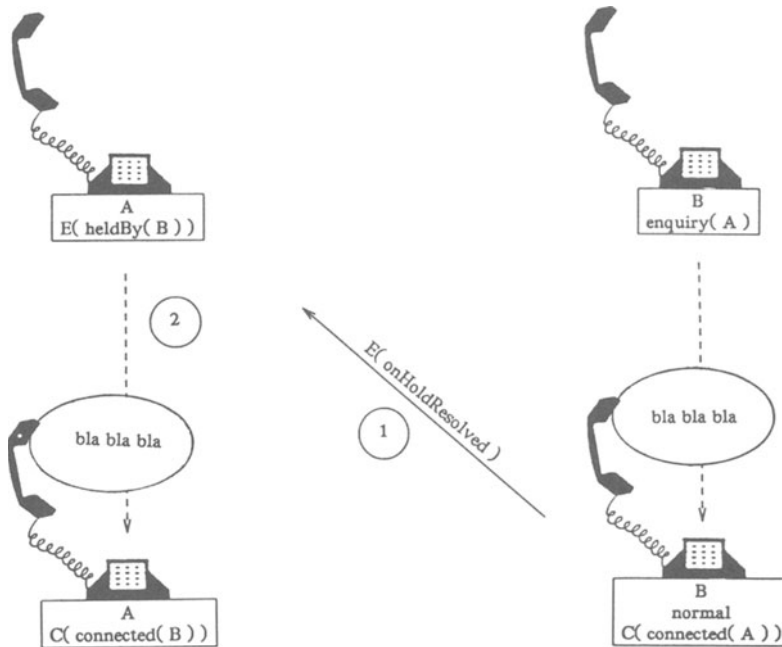 A
E( heldBy( B ) )
B
enquiry( A )
2
E( onHoldResolved )
1
bla bla bla
bla bla bla
A
C( connected( B ) )
B
normal
C( connected( A ) )